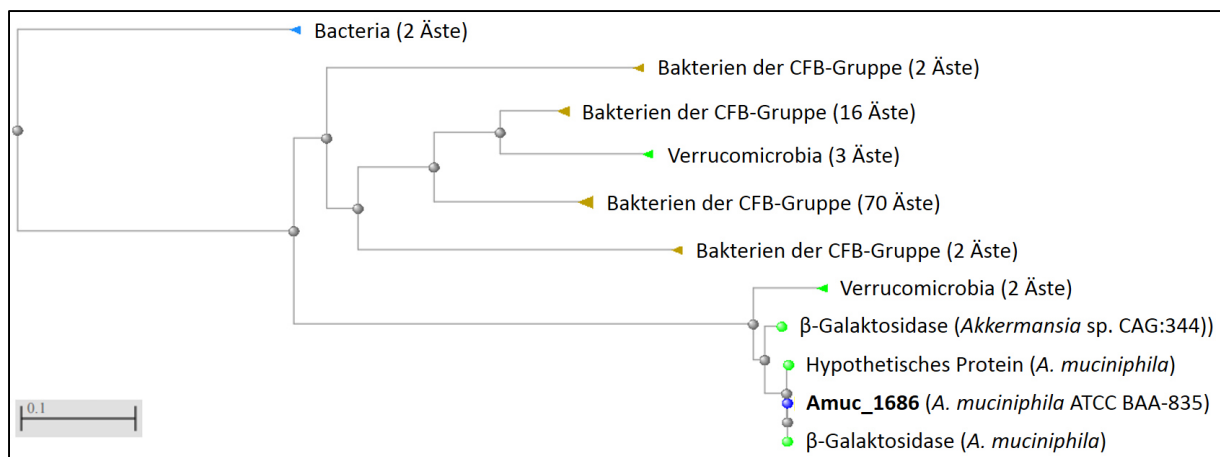 Bacteria (2 Äste)
Bakterien der CFB-Gruppe (2 Äste)
Bakterien der CFB-Gruppe (16 Äste)
Verrucomicrobia (3 Äste)
Bakterien der CFB-Gruppe (70 Äste)
Bakterien der CFB-Gruppe (2 Äste)
Verrucomicrobia (2 Äste)
β-Galaktosidase (Akkermansia sp. CAG:344))
Hypothetisches Protein (A. muciniphila)
Amuc_1686 (A. muciniphila ATCC BAA-835)
β-Galaktosidase (A. muciniphila)
0.1